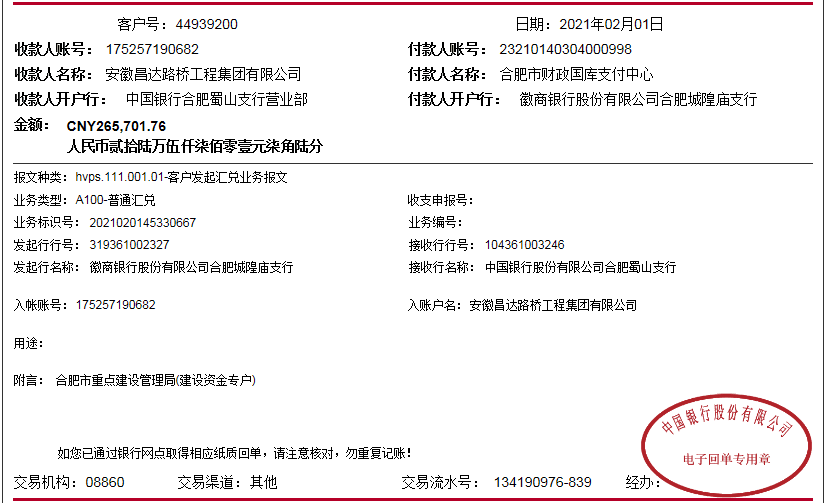 客户号：44939200 日期：2021年02月01日
收款人账号：175257190682 付款人账号：23210140304000998
收款人名称：安徽昌达路桥工程集团有限公司 付款人名称：合肥市财政国库支付中心
收款人开户行：中国银行合肥蜀山支行营业部 付款人开户行：徽商银行股份有限公司合肥城隍庙支行
金额：CNY265,701.76
人民币贰拾陆万伍仟柒佰零壹元柒角陆分
报文种类：hvps.111.001.01-客户发起汇兑业务报文
业务类型：A100-普通汇兑 收支申报号：
业务标识号：2021020145330667 业务编号：
发起行行号：319361002327 接收行行号：104361003246
发起行名称：徽商银行股份有限公司合肥城隍庙支行 接收行名称：中国银行股份有限公司合肥蜀山支行
入帐账号：175257190682 入账户名：安徽昌达路桥工程集团有限公司
用途：
附言：合肥市重点建设管理局(建设资金专户)
中国银行股份有限公司
电子回单专用章
如您已通过银行网点取得相应纸质回单，请注意核对，勿重复记账！
交易机构：08860 交易渠道：其他 交易流水号：134190976-839 经办：